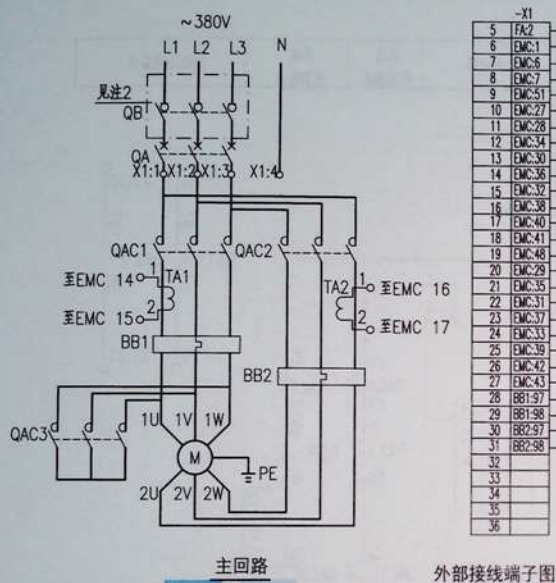 ~380V
L1 L2 L3 N
见注2
QB
QA
X1:1 X1:2 X1:3 X1:4
QAC1 QAC2
1 TA1 TA2 1
至EMC 14 至EMC 16
至EMC 15 2 2 至EMC 17
BB1
BB2
QAC3
1U 1V 1W
M
PE
2U 2V 2W
主回路
-X1
5 FA:2
6 EMC:1
7 EMC:6
8 EMC:7
9 EMC:51
10 EMC:27
11 EMC:28
12 EMC:34
13 EMC:30
14 EMC:36
15 EMC:32
16 EMC:38
17 EMC:40
18 EMC:41
19 EMC:48
20 EMC:29
21 EMC:35
22 EMC:31
23 EMC:37
24 EMC:33
25 EMC:39
26 EMC:42
27 EMC:43
28 BB1:97
29 BB1:98
30 BB2:97
31 BB2:98
32
33
34
35
36
外部接线端子图